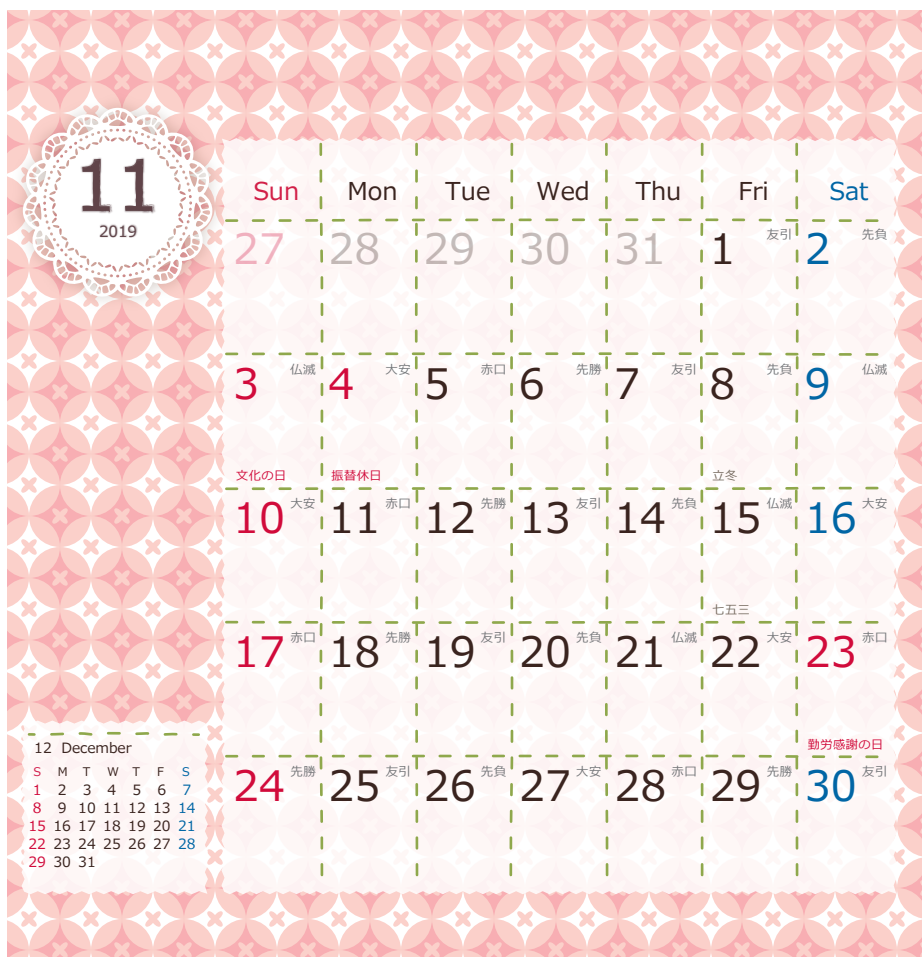 11
2019
Sun Mon Tue Wed Thu Fri Sat
27 28 29 30 31 1 友引 2 先負
3 仏滅 4 大安 5 赤口 6 先勝 7 友引 8 先負 9 仏滅
文化の日 振替休日 立冬
10 大安 11 赤口 12 先勝 13 友引 14 先負 15 仏滅 16 大安
七五三
17 赤口 18 先勝 19 友引 20 先負 21 仏滅 22 大安 23 赤口
勤労感謝の日
24 先勝 25 友引 26 先負 27 大安 28 赤口 29 先勝 30 友引
12 December
S M T W T F S
1 2 3 4 5 6 7
8 9 10 11 12 13 14
15 16 17 18 19 20 21
22 23 24 25 26 27 28
29 30 31